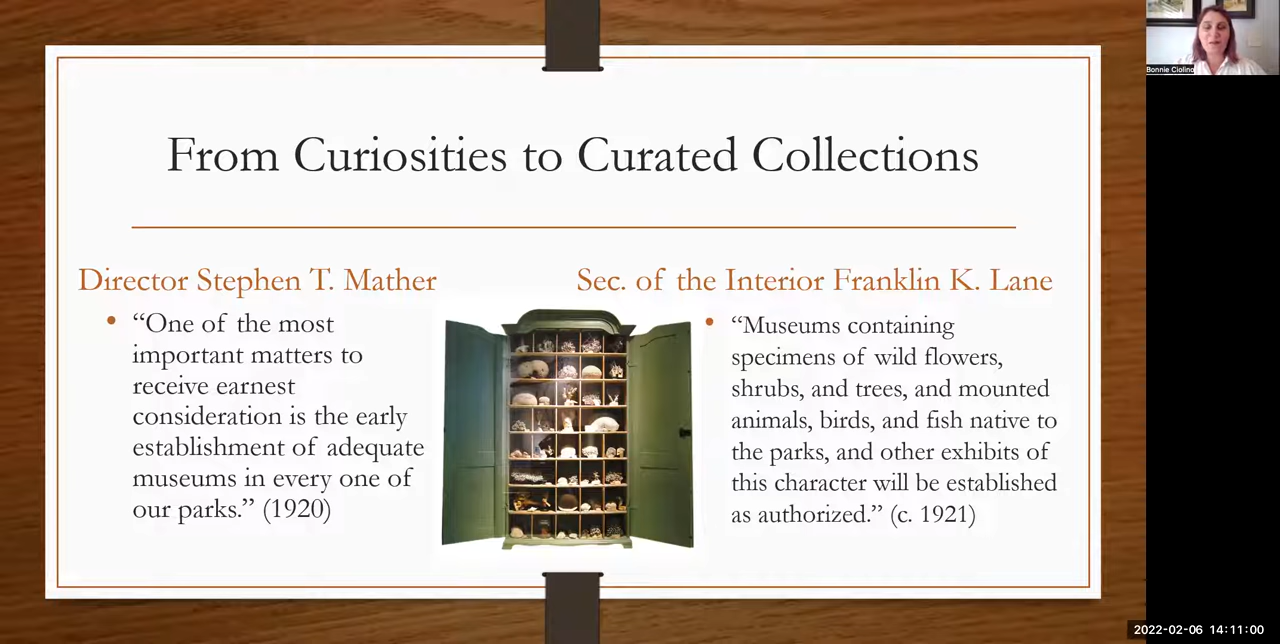 From Curiosities to Curated Collections
Director Stephen T. Mather
• “One of the most
important matters to
receive earnest
consideration is the early
establishment of adequate
museums in every one of
our parks.” (1920)
Sec. of the Interior Franklin K. Lane
• “Museums containing
specimens of wild flowers,
shrubs, and trees, and mounted
animals, birds, and fish native to
the parks, and other exhibits of
this character will be established
as authorized.” (c. 1921)
Bonnie Ciolino
2022-02-06 14:11:00